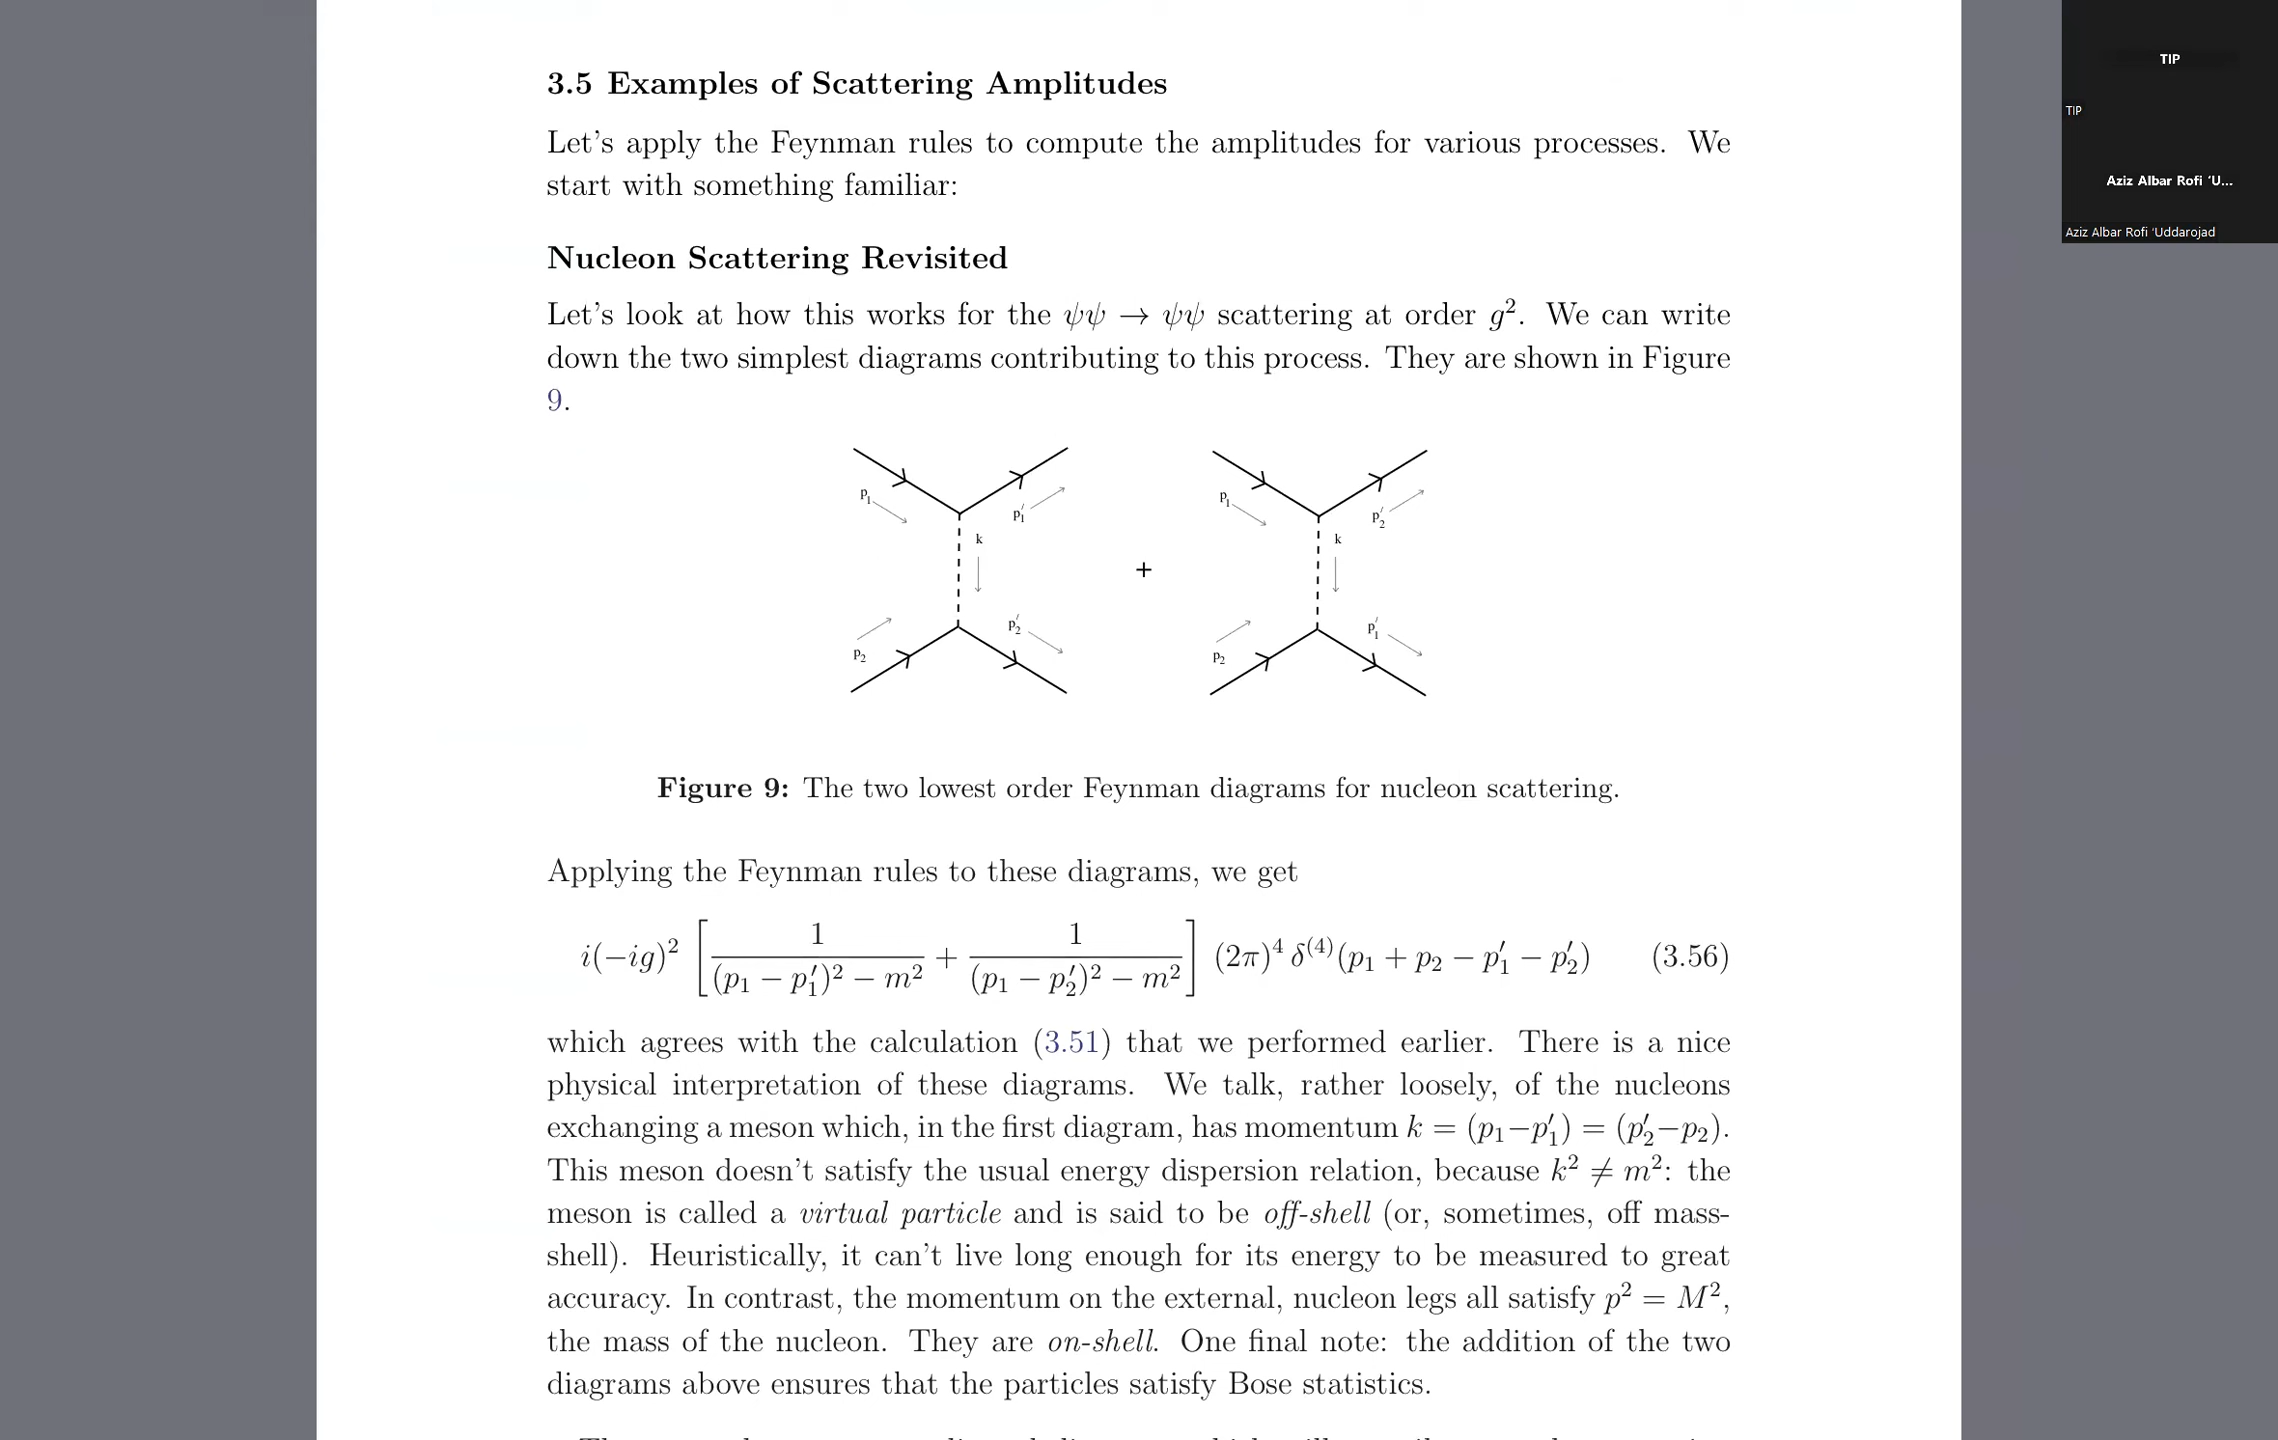 3.5 Examples of Scattering Amplitudes
Let's apply the Feynman rules to compute the amplitudes for various processes. We
start with something familiar:
Nucleon Scattering Revisited
Let's look at how this works for the ψψ → ψψ scattering at order g². We can write
down the two simplest diagrams contributing to this process. They are shown in Figure
9.
p₁ p₁′ k p₂′ p₂
+
p₁ p₂′ k p₁′ p₂
Figure 9: The two lowest order Feynman diagrams for nucleon scattering.
Applying the Feynman rules to these diagrams, we get
i(−ig)² [ 1/((p₁ − p₁′)² − m²) + 1/((p₁ − p₂′)² − m²) ] (2π)⁴ δ⁽⁴⁾(p₁ + p₂ − p₁′ − p₂′) (3.56)
which agrees with the calculation (3.51) that we performed earlier. There is a nice
physical interpretation of these diagrams. We talk, rather loosely, of the nucleons
exchanging a meson which, in the first diagram, has momentum k = (p₁−p₁′) = (p₂′−p₂).
This meson doesn't satisfy the usual energy dispersion relation, because k² ≠ m²: the
meson is called a virtual particle and is said to be off-shell (or, sometimes, off mass-
shell). Heuristically, it can't live long enough for its energy to be measured to great
accuracy. In contrast, the momentum on the external, nucleon legs all satisfy p² = M²,
the mass of the nucleon. They are on-shell. One final note: the addition of the two
diagrams above ensures that the particles satisfy Bose statistics.
TIP
TIP
Aziz Albar Rofi 'U...
Aziz Albar Rofi 'Uddarojad